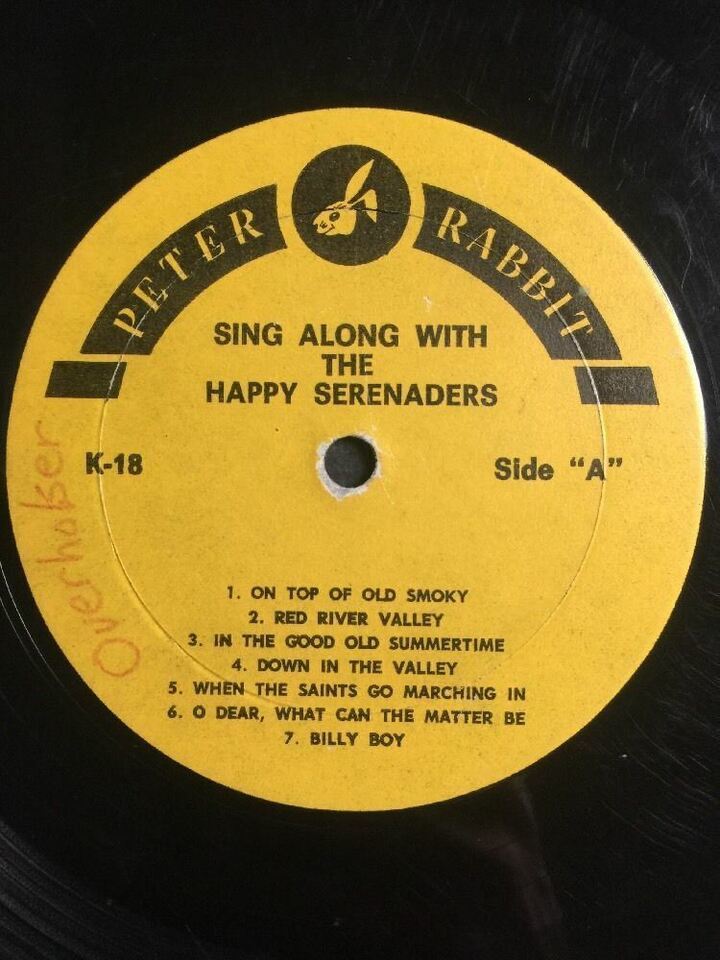 PETER RABBIT
SING ALONG WITH
THE
HAPPY SERENADERS
K-18
Side “A”
Overholser
1. ON TOP OF OLD SMOKY
2. RED RIVER VALLEY
3. IN THE GOOD OLD SUMMERTIME
4. DOWN IN THE VALLEY
5. WHEN THE SAINTS GO MARCHING IN
6. O DEAR, WHAT CAN THE MATTER BE
7. BILLY BOY